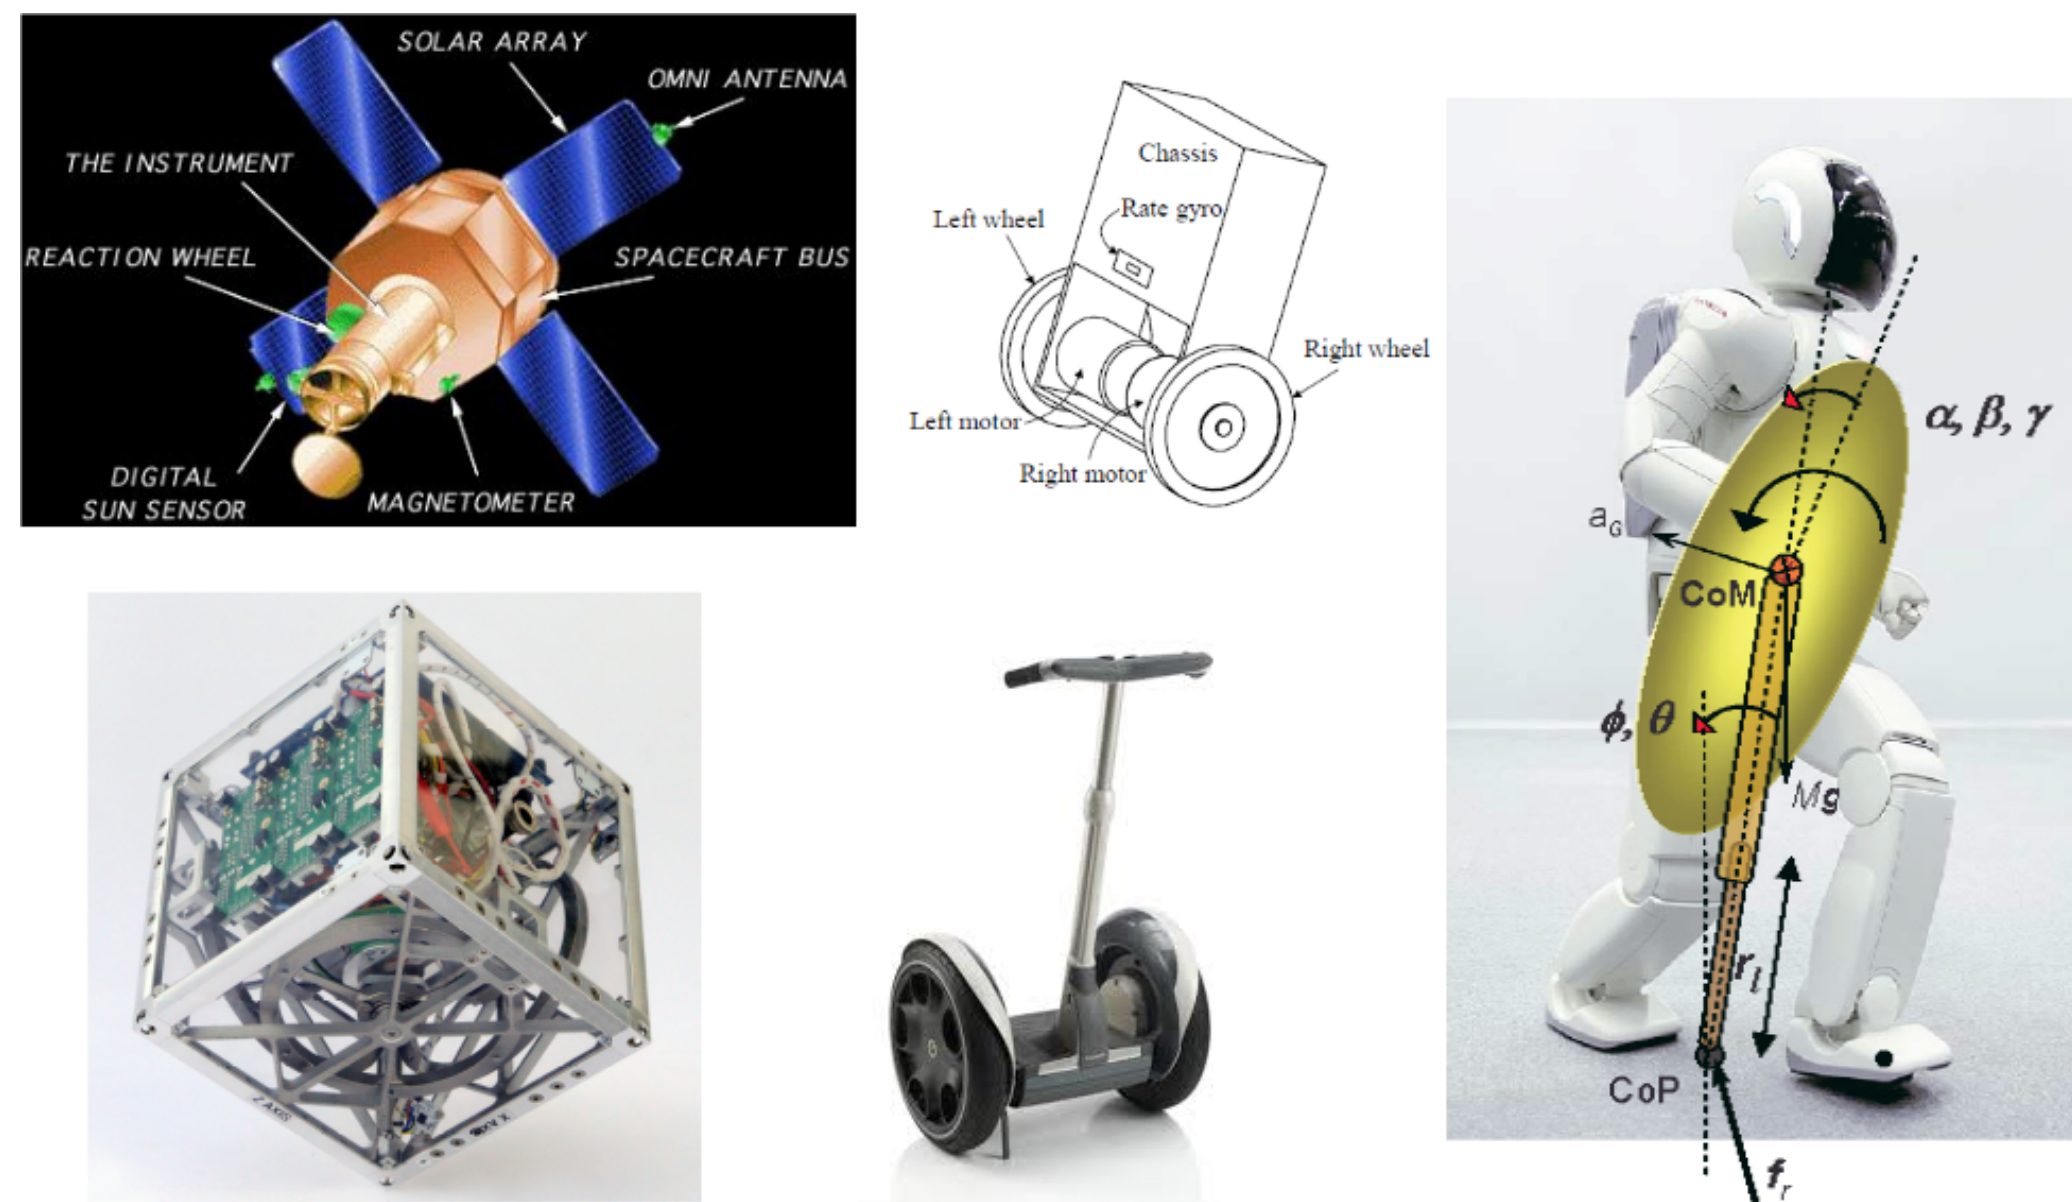 SOLAR ARRAY
OMNI ANTENNA
THE INSTRUMENT
REACTION WHEEL
SPACECRAFT BUS
DIGITAL
SUN SENSOR
MAGNETOMETER
Chassis
Rate gyro
Left wheel
Right wheel
Left motor
Right motor
α, β, γ
a_G
CoM
ϕ, θ
Mg
r_l
CoP
f_r
Z AXIS